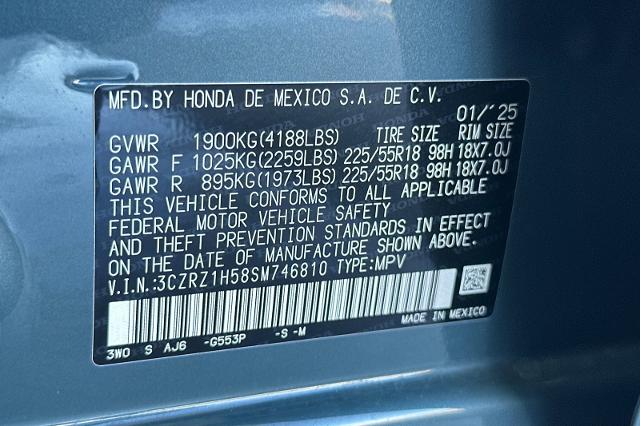 MFD.BY HONDA DE MEXICO S.A. DE C.V.
01/'25
GVWR 1900KG(4188LBS) TIRE SIZE RIM SIZE
GAWR F 1025KG(2259LBS) 225/55R18 98H 18X7.0J
GAWR R 895KG(1973LBS) 225/55R18 98H 18X7.0J
THIS VEHICLE CONFORMS TO ALL APPLICABLE
FEDERAL MOTOR VEHICLE SAFETY
AND THEFT PREVENTION STANDARDS IN EFFECT
ON THE DATE OF MANUFACTURE SHOWN ABOVE.
V.I.N.:3CZRZ1H58SM746810 TYPE:MPV
3WO S AJ6 -G553P -S -M
MADE IN MEXICO